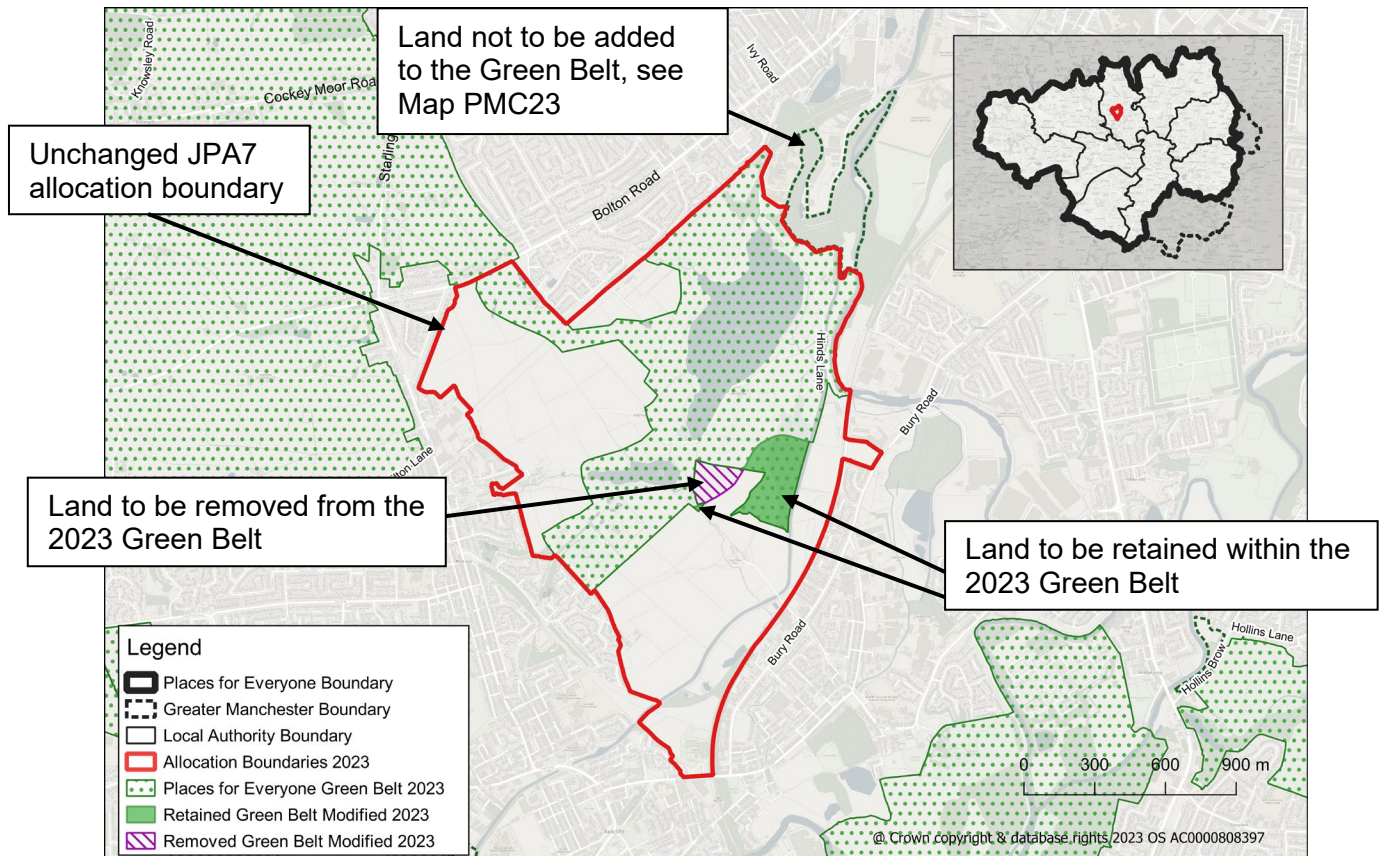 Land not to be added
to the Green Belt, see
Map PMC23
Unchanged JPA7
allocation boundary
Land to be removed from the
2023 Green Belt
Land to be retained within the
2023 Green Belt
Knowsley Road
Cockey Moor Roa
Starling
Ivy Road
Bolton Road
Hinds Lane
Bury Road
lton Lane
Bury Road
Hollins Lane
Hollins Brow
Legend
Places for Everyone Boundary
Greater Manchester Boundary
Local Authority Boundary
Allocation Boundaries 2023
Places for Everyone Green Belt 2023
Retained Green Belt Modified 2023
Removed Green Belt Modified 2023
0 300 600 900 m
@ Crown copyright & database rights 2023 OS AC0000808397